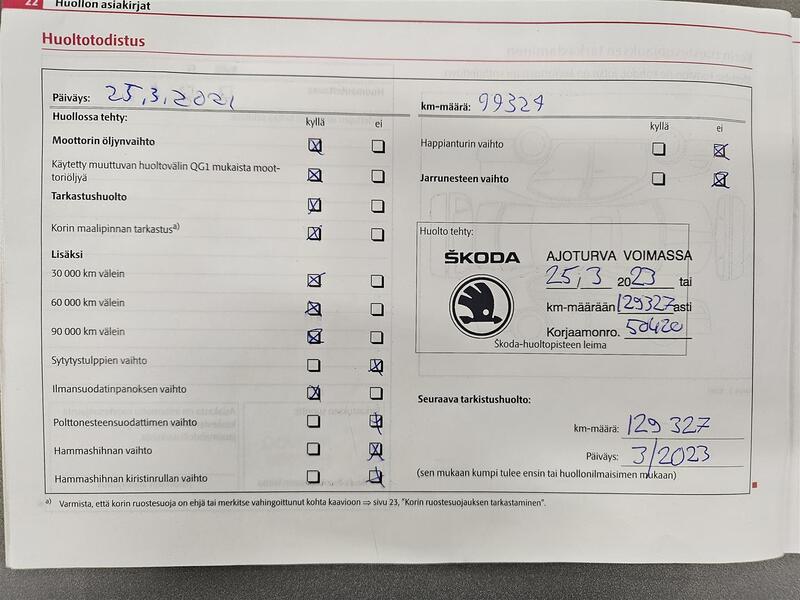 22 Huollon asiakirjat
Huoltotodistus
Päiväys: 25.3.2021
Huollossa tehty: kyllä ei
Moottorin öljynvaihto
Käytetty muuttuvan huoltovälin QG1 mukaista moot-
toriöljyä
Tarkastushuolto
Korin maalipinnan tarkastus a)
Lisäksi
30 000 km välein
60 000 km välein
90 000 km välein
Sytytystulppien vaihto
Ilmansuodatinpanoksen vaihto
Polttonesteensuodattimen vaihto
Hammashihnan vaihto
Hammashihnan kiristinrullan vaihto
km-määrä: 99327
kyllä ei
Happianturin vaihto
Jarrunesteen vaihto
Huolto tehty:
ŠKODA
AJOTURVA VOIMASSA
25.3 2023 tai
km-määrään 129327 asti
Korjaamonro. 50420
Škoda-huoltopisteen leima
Seuraava tarkistushuolto:
km-määrä: 129 327
Päiväys: 3/2023
(sen mukaan kumpi tulee ensin tai huollonilmaisimen mukaan)
a) Varmista, että korin ruostesuoja on ehjä tai merkitse vahingoittunut kohta kaavioon ⇒ sivu 23, "Korin ruostesuojauksen tarkastaminen".